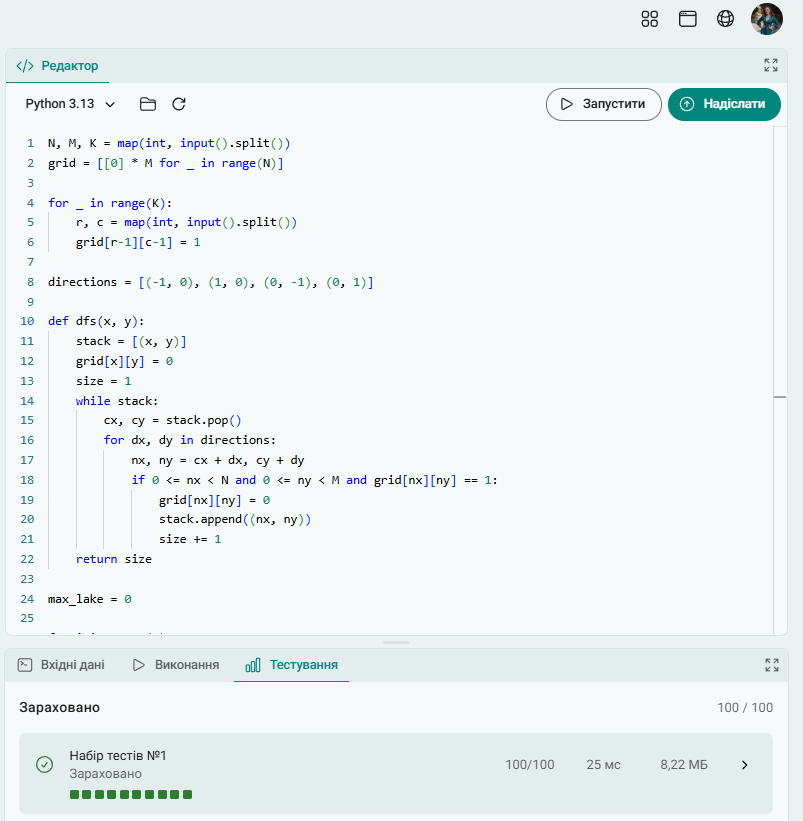 </> Редактор
Python 3.13
Запустити
Надіслати
1 N, M, K = map(int, input().split())
2 grid = [[0] * M for _ in range(N)]
3
4 for _ in range(K):
5     r, c = map(int, input().split())
6     grid[r-1][c-1] = 1
7
8 directions = [(-1, 0), (1, 0), (0, -1), (0, 1)]
9
10 def dfs(x, y):
11     stack = [(x, y)]
12     grid[x][y] = 0
13     size = 1
14     while stack:
15         cx, cy = stack.pop()
16         for dx, dy in directions:
17             nx, ny = cx + dx, cy + dy
18             if 0 <= nx < N and 0 <= ny < M and grid[nx][ny] == 1:
19                 grid[nx][ny] = 0
20                 stack.append((nx, ny))
21                 size += 1
22     return size
23
24 max_lake = 0
25
Вхідні дані
Виконання
Тестування
Зараховано
100 / 100
Набір тестів №1
Зараховано
100/100
25 мс
8,22 МБ